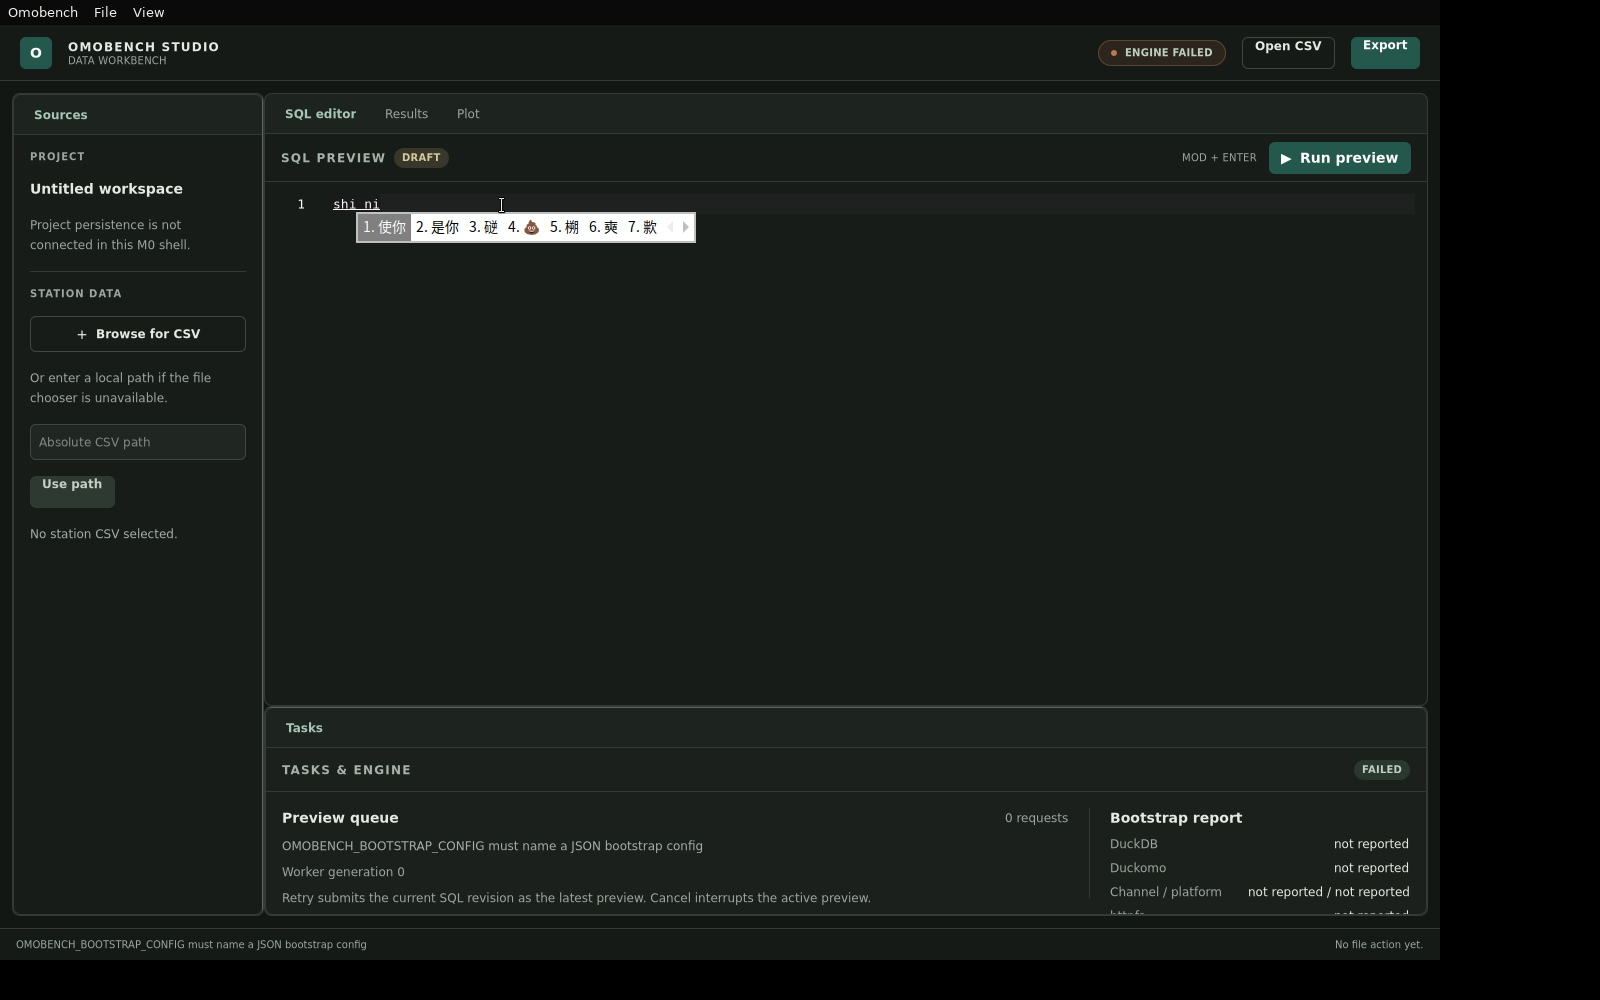 Omobench File View
O
OMOBENCH STUDIO
DATA WORKBENCH
ENGINE FAILED
Open CSV
Export
Sources
PROJECT
Untitled workspace
Project persistence is not
connected in this M0 shell.
STATION DATA
+ Browse for CSV
Or enter a local path if the file
chooser is unavailable.
Absolute CSV path
Use path
No station CSV selected.
SQL editor Results Plot
SQL PREVIEW DRAFT
MOD + ENTER
▶ Run preview
1 shi ni
1. 使你 2. 是你 3. 4. 💩 5. 6. 7.
Tasks
TASKS & ENGINE
FAILED
Preview queue
0 requests
OMOBENCH_BOOTSTRAP_CONFIG must name a JSON bootstrap config
Worker generation 0
Retry submits the current SQL revision as the latest preview. Cancel interrupts the active preview.
Bootstrap report
DuckDB not reported
Duckomo not reported
Channel / platform not reported / not reported
OMOBENCH_BOOTSTRAP_CONFIG must name a JSON bootstrap config
No file action yet.